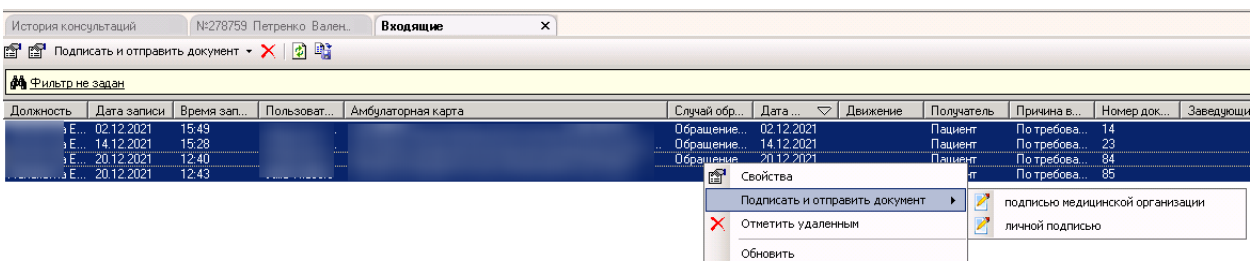 История консультаций №278759 Петренко Вален.. Входящие
Подписать и отправить документ
Фильтр не задан
Должность Дата записи Время зап... Пользоват... Амбулаторная карта Случай обр... Дата ... Движение Получатель Причина в... Номер док... Заведующи
а Е... 02.12.2021 15:49 Обращение... 02.12.2021 Пациент По требова... 14
а Е... 14.12.2021 15:28 .. Обращение... 14.12.2021 Пациент По требова... 23
а Е... 20.12.2021 12:40 Обращение... 20.12.2021 Пациент По требова... 84
а Е... 20.12.2021 12:43 По требова... 85
Свойства
Подписать и отправить документ
подписью медицинской организации
Отметить удаленным
личной подписью
Обновить